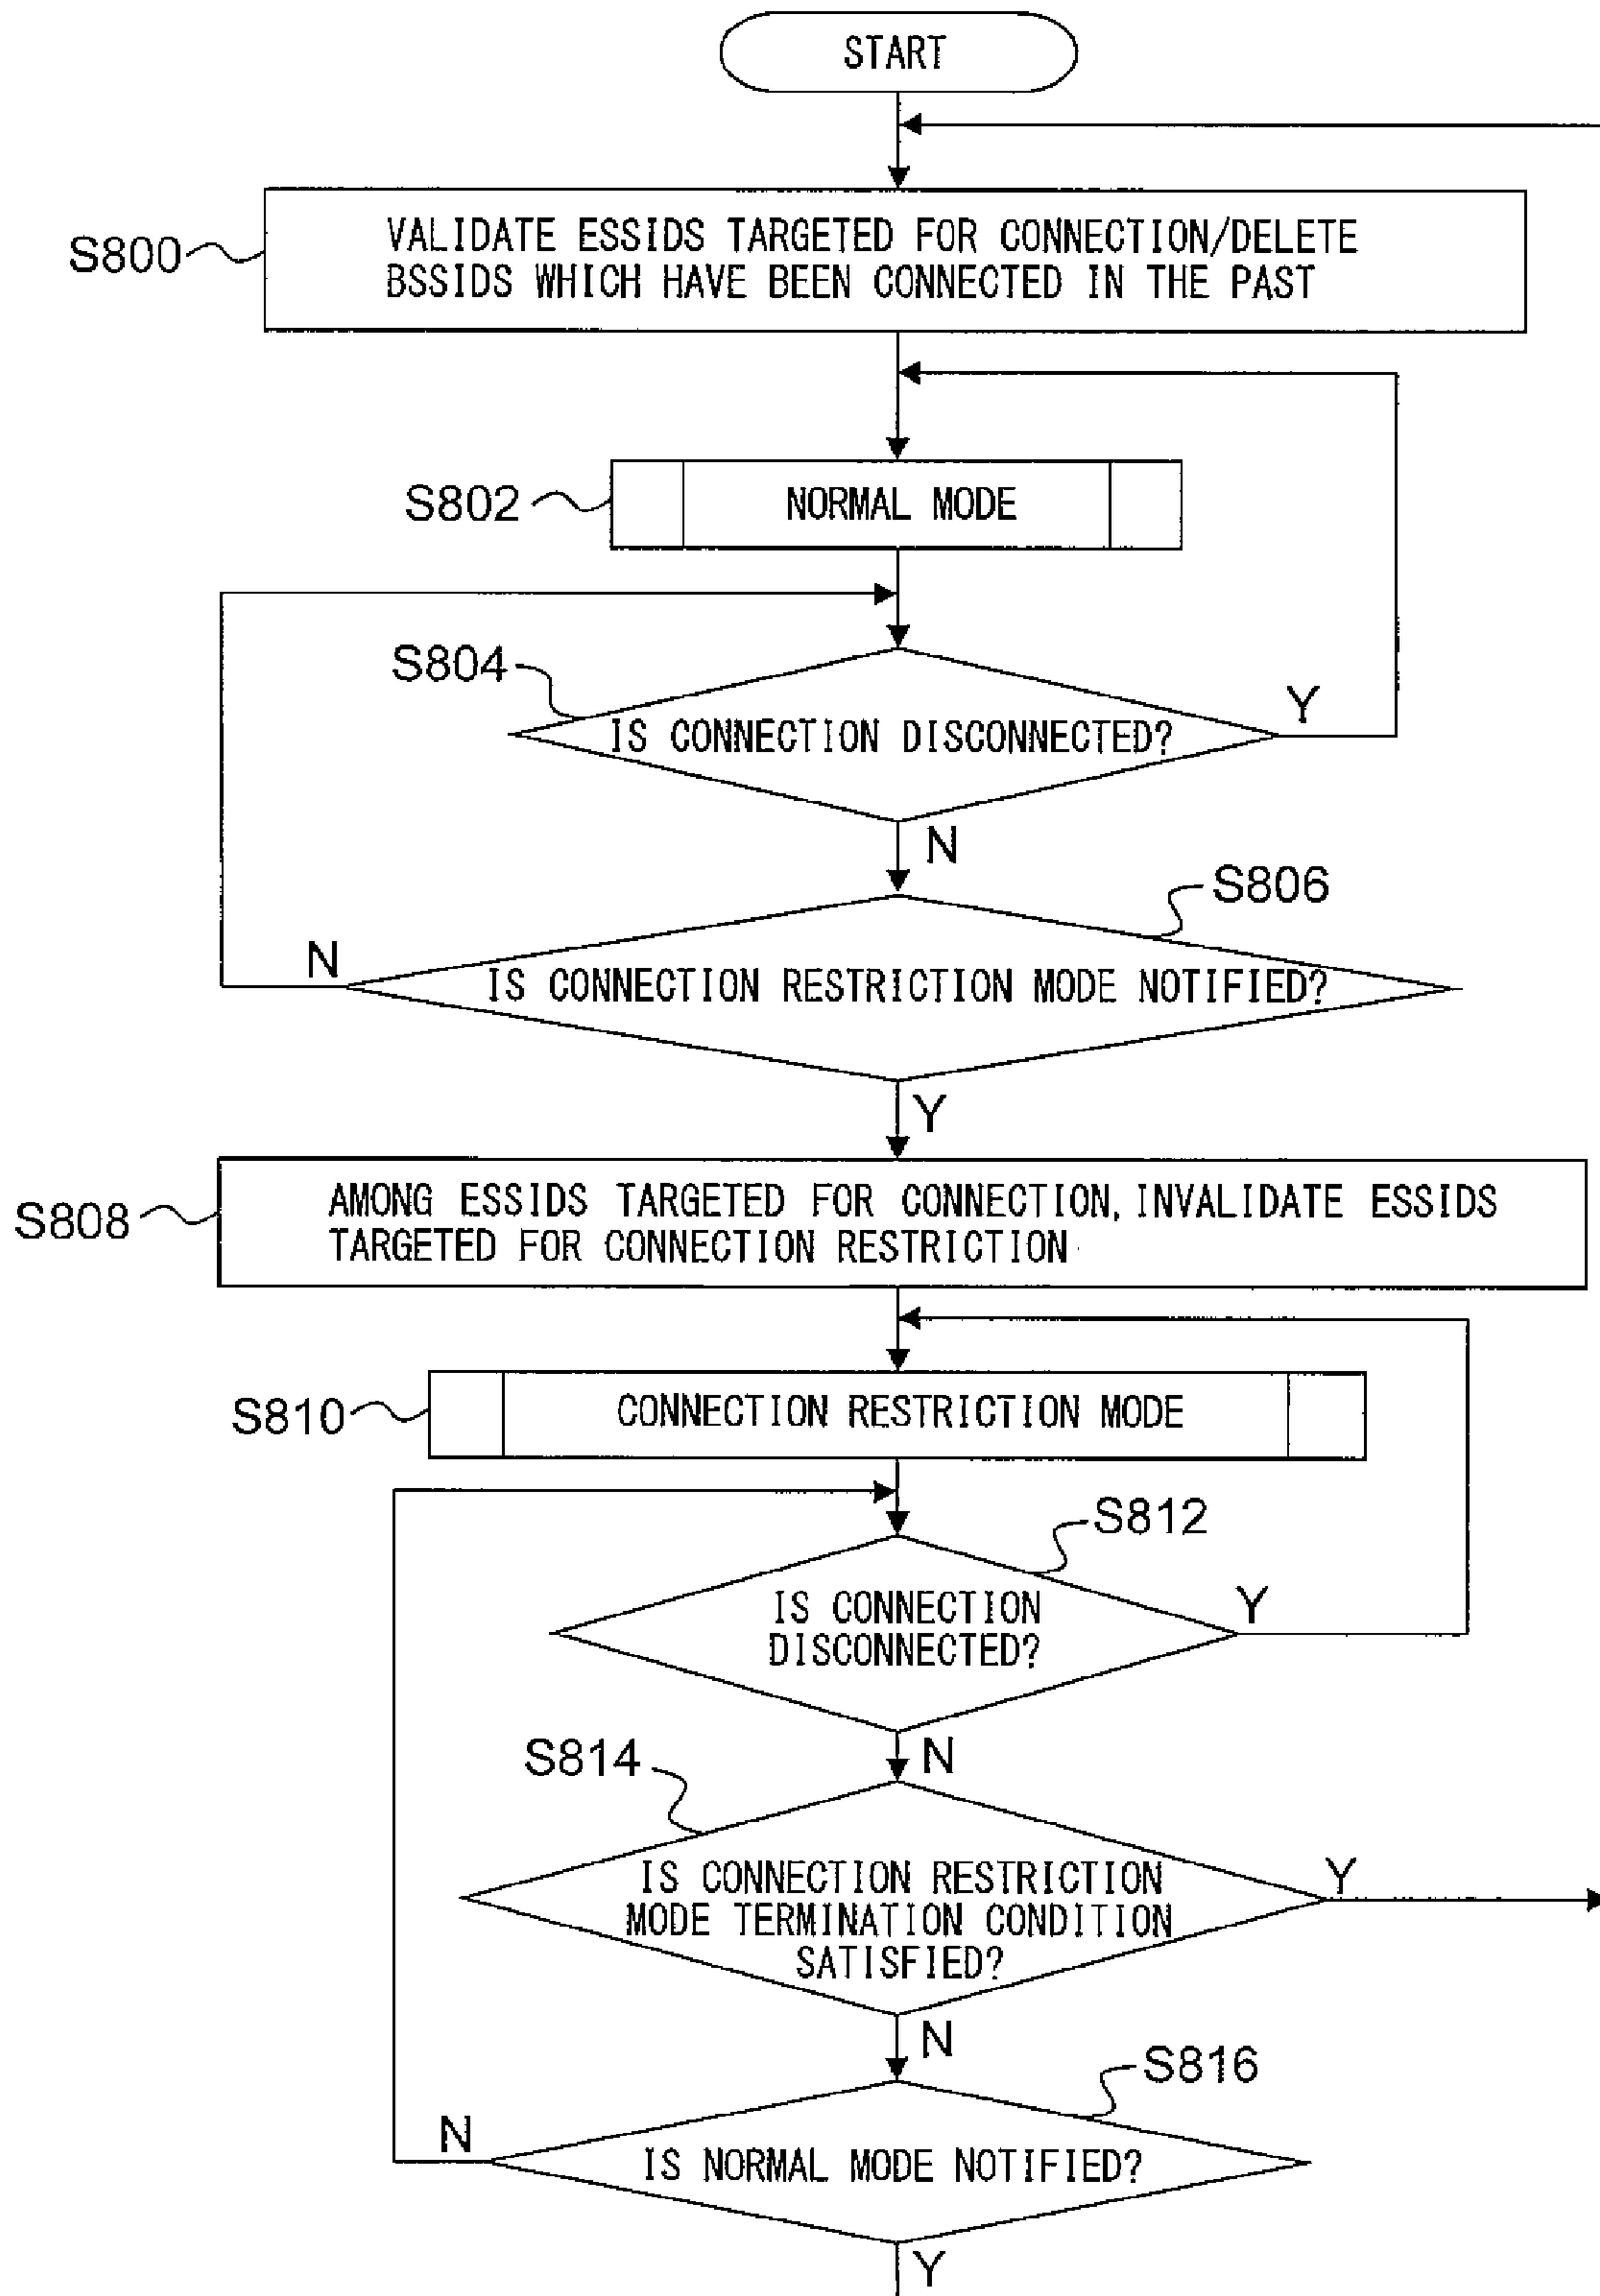 START
S800
VALIDATE ESSIDS TARGETED FOR CONNECTION/DELETE
BSSIDS WHICH HAVE BEEN CONNECTED IN THE PAST
S802
NORMAL MODE
S804
IS CONNECTION DISCONNECTED?
Y
N
S806
N
IS CONNECTION RESTRICTION MODE NOTIFIED?
Y
S808
AMONG ESSIDS TARGETED FOR CONNECTION, INVALIDATE ESSIDS
TARGETED FOR CONNECTION RESTRICTION
S810
CONNECTION RESTRICTION MODE
S812
IS CONNECTION
DISCONNECTED?
Y
N
S814
IS CONNECTION RESTRICTION
MODE TERMINATION CONDITION
SATISFIED?
Y
N
S816
N
IS NORMAL MODE NOTIFIED?
Y